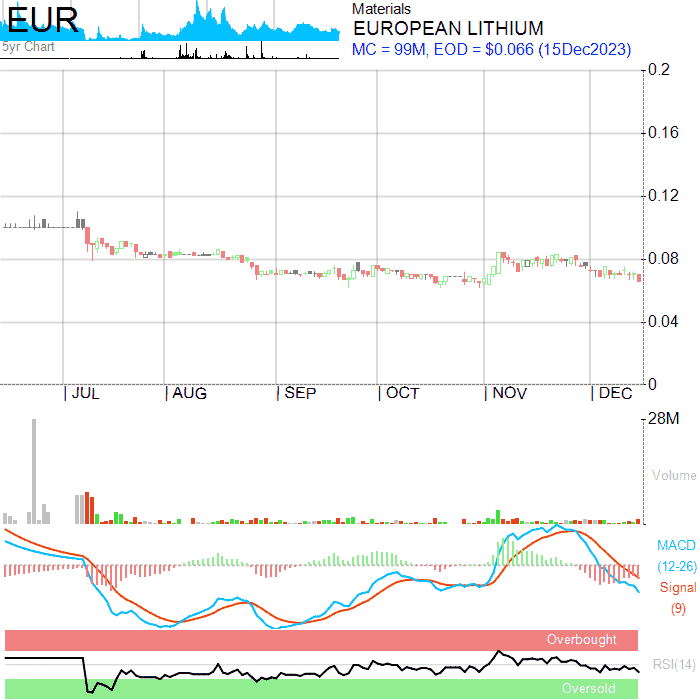 EUR
5yr Chart
Materials
EUROPEAN LITHIUM
MC = 99M, EOD = $0.066 (15Dec2023)
0.2
0.16
0.12
0.08
0.04
0
JUL AUG SEP OCT NOV DEC
28M
Volume
MACD
(12-26)
Signal
(9)
Overbought
RSI(14)
Oversold